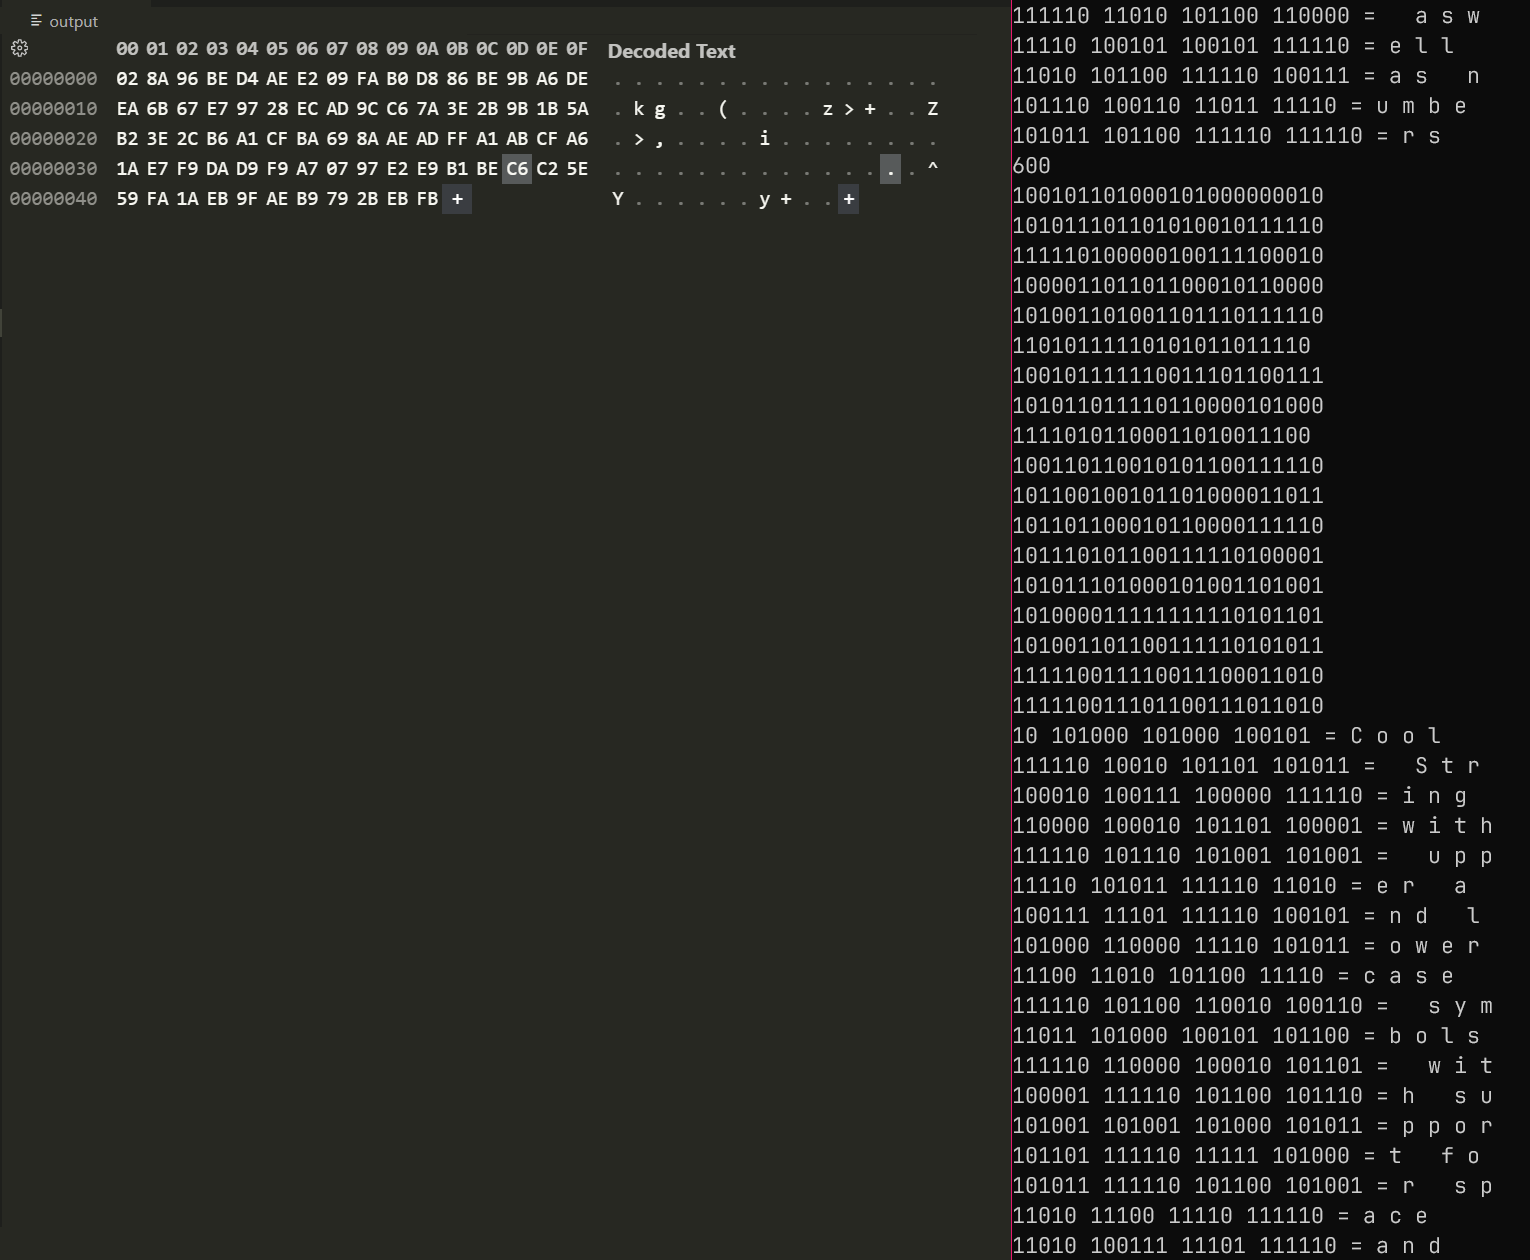 output
00 01 02 03 04 05 06 07 08 09 0A 0B 0C 0D 0E 0F Decoded Text
00000000 02 8A 96 BE D4 AE E2 09 FA B0 D8 86 BE 9B A6 DE . . . . . . . . . . . . . . . .
00000010 EA 6B 67 E7 97 28 EC AD 9C C6 7A 3E 2B 9B 1B 5A . k g . . ( . . . . z > + . . Z
00000020 B2 3E 2C B6 A1 CF BA 69 8A AE AD FF A1 AB CF A6 . > , . . . . i . . . . . . . .
00000030 1A E7 F9 DA D9 F9 A7 07 97 E2 E9 B1 BE C6 C2 5E . . . . . . . . . . . . . . . ^
00000040 59 FA 1A EB 9F AE B9 79 2B EB FB + Y . . . . . . y + . . +
111110 11010 101100 110000 = a s w
11110 100101 100101 111110 = e l l
11010 101100 111110 100111 = a s n
101110 100110 11011 11110 = u m b e
101011 101100 111110 111110 = r s
600
100101101000101000000010
101011101101010010111110
111110100000100111100010
100001101101100010110000
101001101001101110111110
11010111110101011011110
100101111110011101100111
101011011110110000101000
11110101100011010011100
100110110010101100111110
101100100101101000011011
101101100010110000111110
101110101100111110100001
101011101000101001101001
101000011111111110101101
101001101100111110101011
111110011110011100011010
111110011101100111011010
10 101000 101000 100101 = C o o l
111110 10010 101101 101011 = S t r
100010 100111 100000 111110 = i n g
110000 100010 101101 100001 = w i t h
111110 101110 101001 101001 = u p p
11110 101011 111110 11010 = e r a
100111 11101 111110 100101 = n d l
101000 110000 11110 101011 = o w e r
11100 11010 101100 11110 = c a s e
111110 101100 110010 100110 = s y m
11011 101000 100101 101100 = b o l s
111110 110000 100010 101101 = w i t
100001 111110 101100 101110 = h s u
101001 101001 101000 101011 = p p o r
101101 111110 11111 101000 = t f o
101011 111110 101100 101001 = r s p
11010 11100 11110 111110 = a c e
11010 100111 11101 111110 = a n d